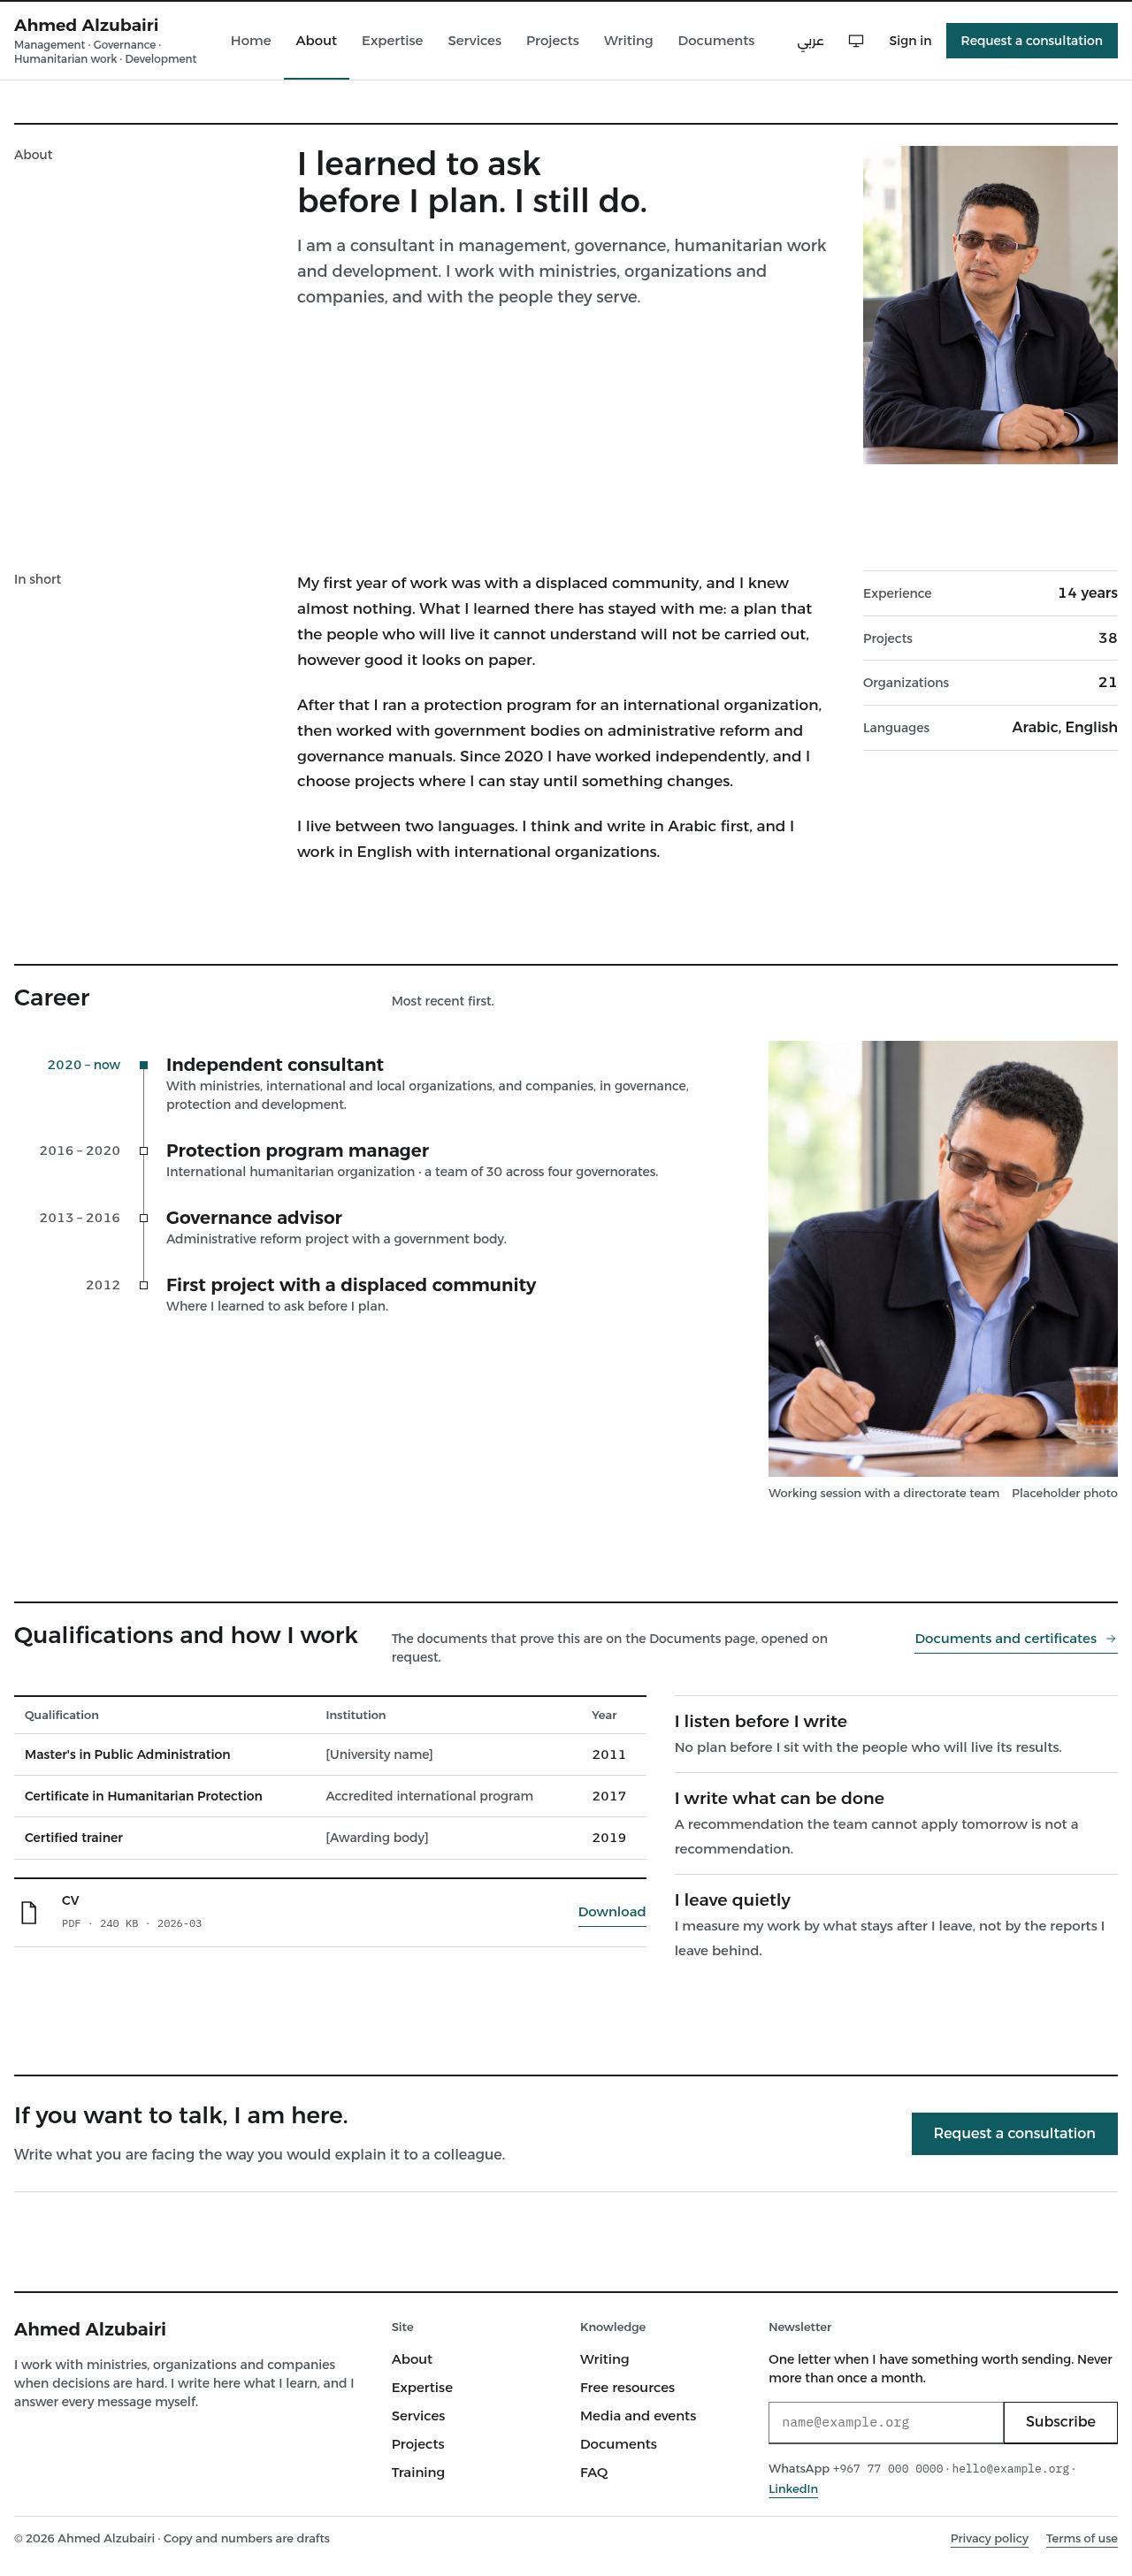 Ahmed Alzubairi
Management · Governance ·
Humanitarian work · Development
Home
About
Expertise
Services
Projects
Writing
Documents
عربي
Sign in
Request a consultation
About
I learned to ask
before I plan. I still do.
I am a consultant in management, governance, humanitarian work
and development. I work with ministries, organizations and
companies, and with the people they serve.
In short
My first year of work was with a displaced community, and I knew
almost nothing. What I learned there has stayed with me: a plan that
the people who will live it cannot understand will not be carried out,
however good it looks on paper.
After that I ran a protection program for an international organization,
then worked with government bodies on administrative reform and
governance manuals. Since 2020 I have worked independently, and I
choose projects where I can stay until something changes.
I live between two languages. I think and write in Arabic first, and I
work in English with international organizations.
Experience 14 years
Projects 38
Organizations 21
Languages Arabic, English
Career
Most recent first.
2020 – now Independent consultant
With ministries, international and local organizations, and companies, in governance,
protection and development.
2016 – 2020 Protection program manager
International humanitarian organization · a team of 30 across four governorates.
2013 – 2016 Governance advisor
Administrative reform project with a government body.
2012 First project with a displaced community
Where I learned to ask before I plan.
Working session with a directorate team Placeholder photo
Qualifications and how I work
The documents that prove this are on the Documents page, opened on
request.
Documents and certificates →
Qualification Institution Year
Master's in Public Administration [University name] 2011
Certificate in Humanitarian Protection Accredited international program 2017
Certified trainer [Awarding body] 2019
CV
PDF · 240 KB · 2026-03
Download
I listen before I write
No plan before I sit with the people who will live its results.
I write what can be done
A recommendation the team cannot apply tomorrow is not a
recommendation.
I leave quietly
I measure my work by what stays after I leave, not by the reports I
leave behind.
If you want to talk, I am here.
Write what you are facing the way you would explain it to a colleague.
Request a consultation
Ahmed Alzubairi
I work with ministries, organizations and companies
when decisions are hard. I write here what I learn, and I
answer every message myself.
Site
About
Expertise
Services
Projects
Training
Knowledge
Writing
Free resources
Media and events
Documents
FAQ
Newsletter
One letter when I have something worth sending. Never
more than once a month.
name@example.org
Subscribe
WhatsApp +967 77 000 0000 · hello@example.org ·
LinkedIn
© 2026 Ahmed Alzubairi · Copy and numbers are drafts
Privacy policy
Terms of use